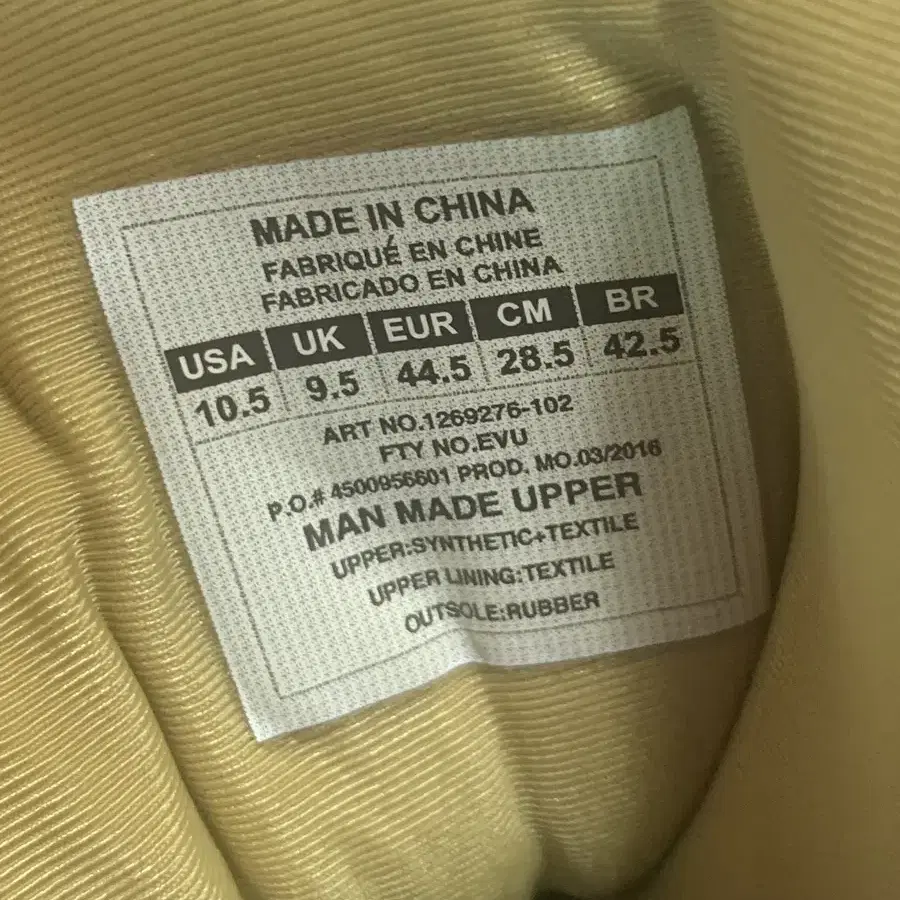 MADE IN CHINA
FABRIQUÉ EN CHINE
FABRICADO EN CHINA
USA UK EUR CM BR
10.5 9.5 44.5 28.5 42.5
ART NO.1269276-102
FTY NO.EVU
P.O.# 4500956601 PROD. MO.03/2016
MAN MADE UPPER
UPPER:SYNTHETIC+TEXTILE
UPPER LINING:TEXTILE
OUTSOLE:RUBBER